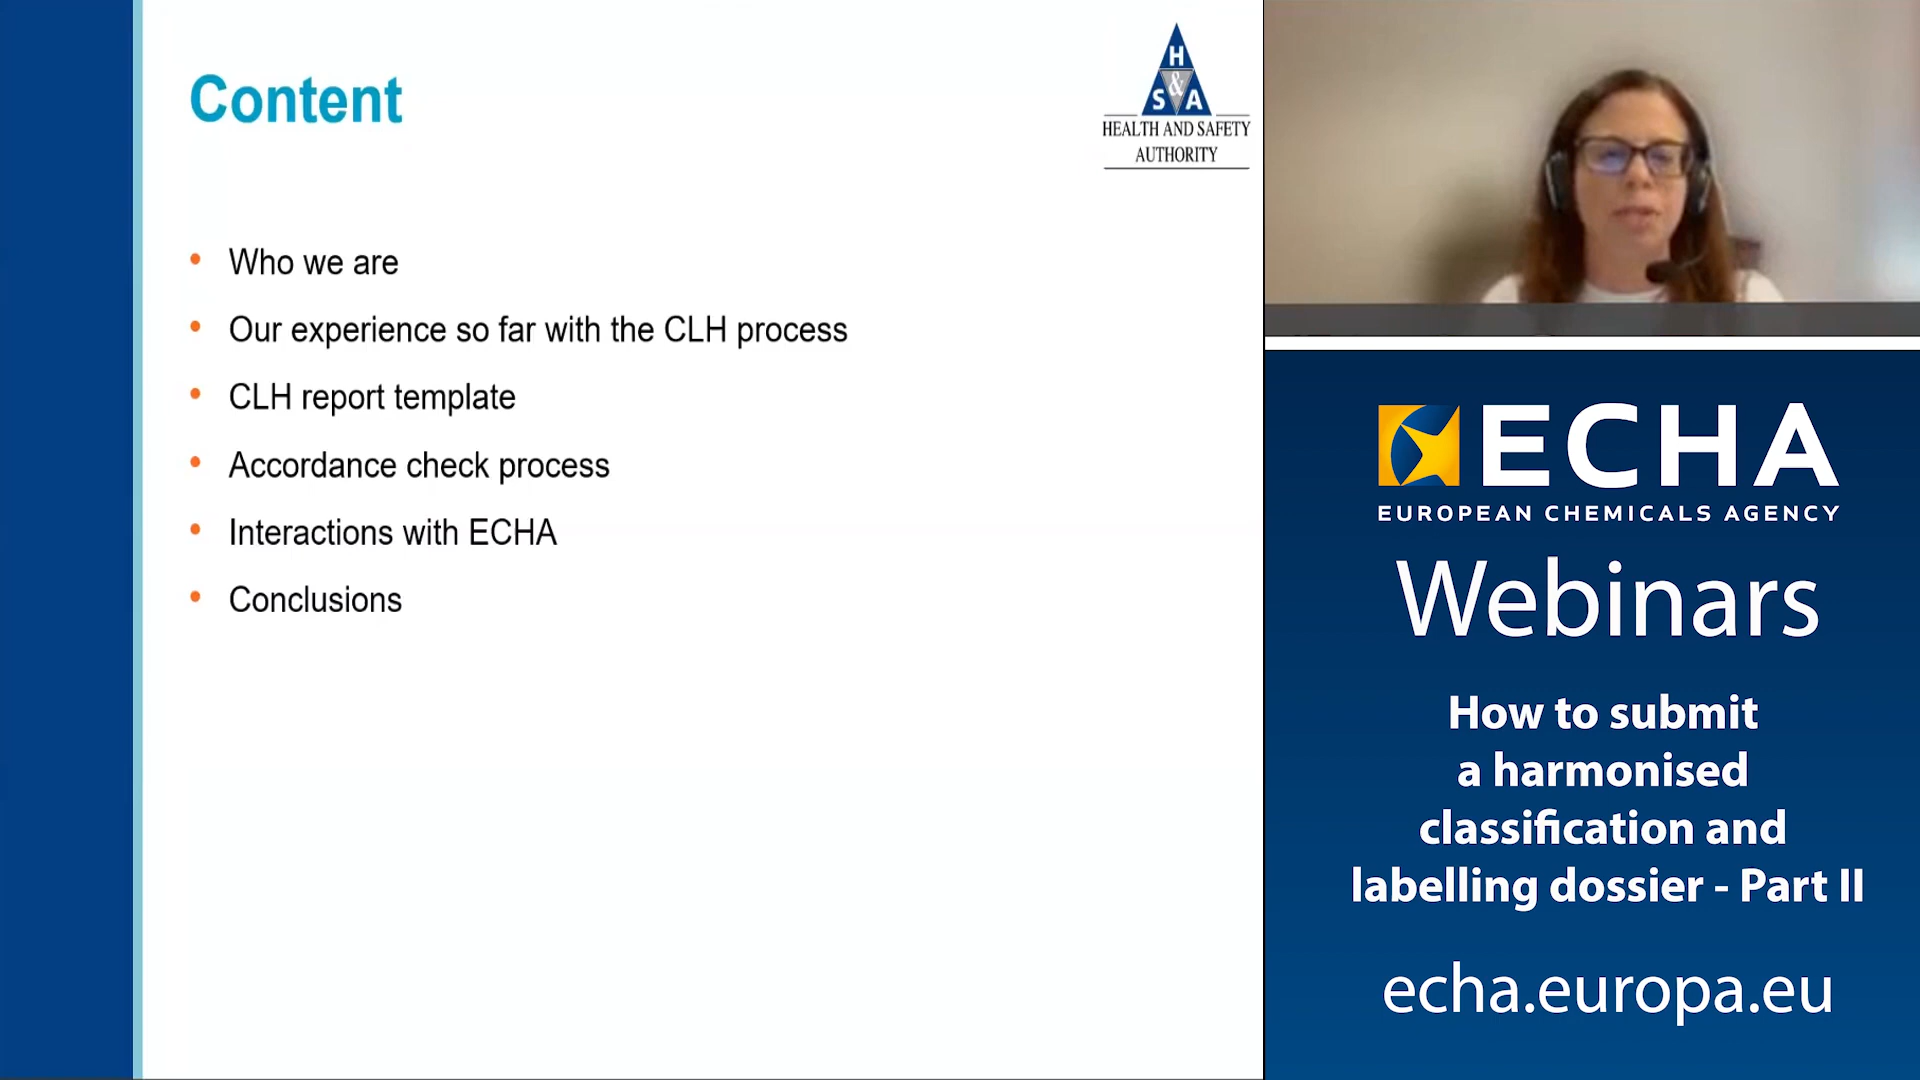 Content
H
&
S A
HEALTH AND SAFETY
AUTHORITY
• Who we are
• Our experience so far with the CLH process
• CLH report template
• Accordance check process
• Interactions with ECHA
• Conclusions
ECHA
EUROPEAN CHEMICALS AGENCY
Webinars
How to submit
a harmonised
classification and
labelling dossier - Part II
echa.europa.eu